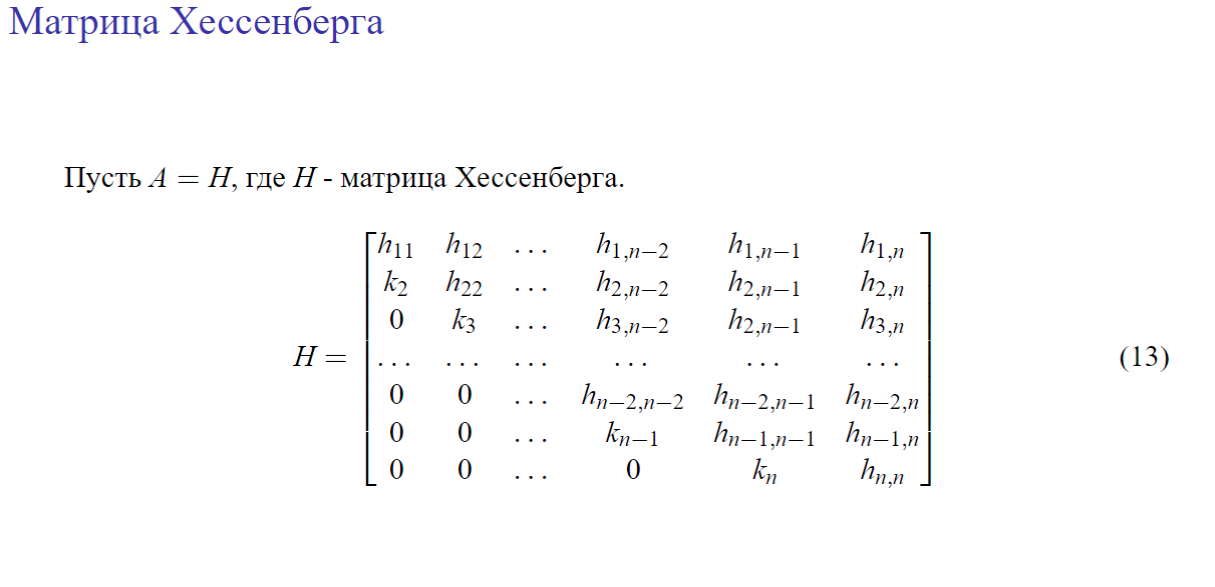 Матрица Хессенберга
Пусть A = H, где H - матрица Хессенберга.
h₁₁ h₁₂ … h₁,ₙ₋₂ h₁,ₙ₋₁ h₁,ₙ
k₂ h₂₂ … h₂,ₙ₋₂ h₂,ₙ₋₁ h₂,ₙ
0 k₃ … h₃,ₙ₋₂ h₂,ₙ₋₁ h₃,ₙ
H = … … … … … … (13)
0 0 … hₙ₋₂,ₙ₋₂ hₙ₋₂,ₙ₋₁ hₙ₋₂,ₙ
0 0 … kₙ₋₁ hₙ₋₁,ₙ₋₁ hₙ₋₁,ₙ
0 0 … 0 kₙ hₙ,ₙ